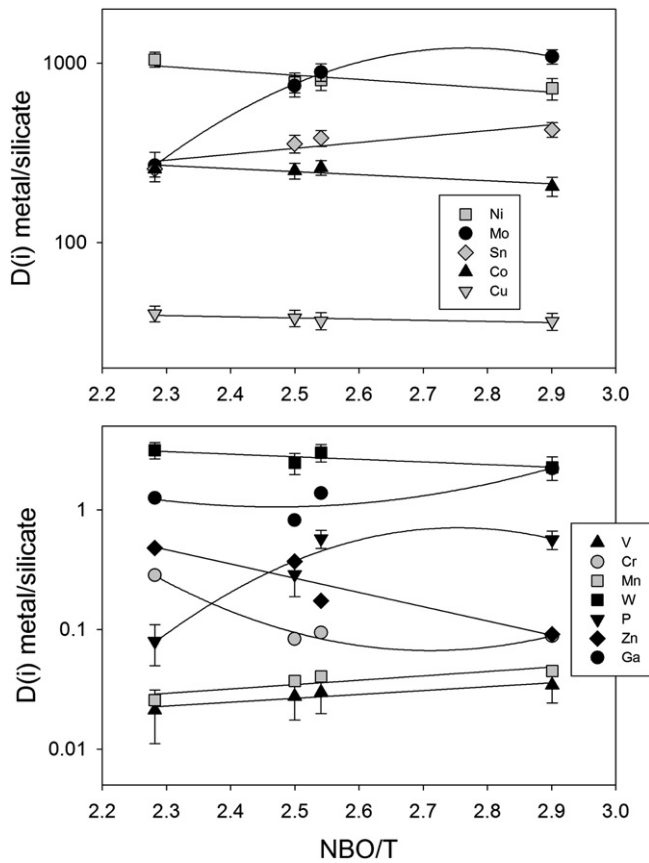 D(i) metal/silicate
1000
100
Ni
Mo
Sn
Co
Cu
2.2 2.3 2.4 2.5 2.6 2.7 2.8 2.9 3.0
D(i) metal/silicate
1
0.1
0.01
V
Cr
Mn
W
P
Zn
Ga
2.2 2.3 2.4 2.5 2.6 2.7 2.8 2.9 3.0
NBO/T